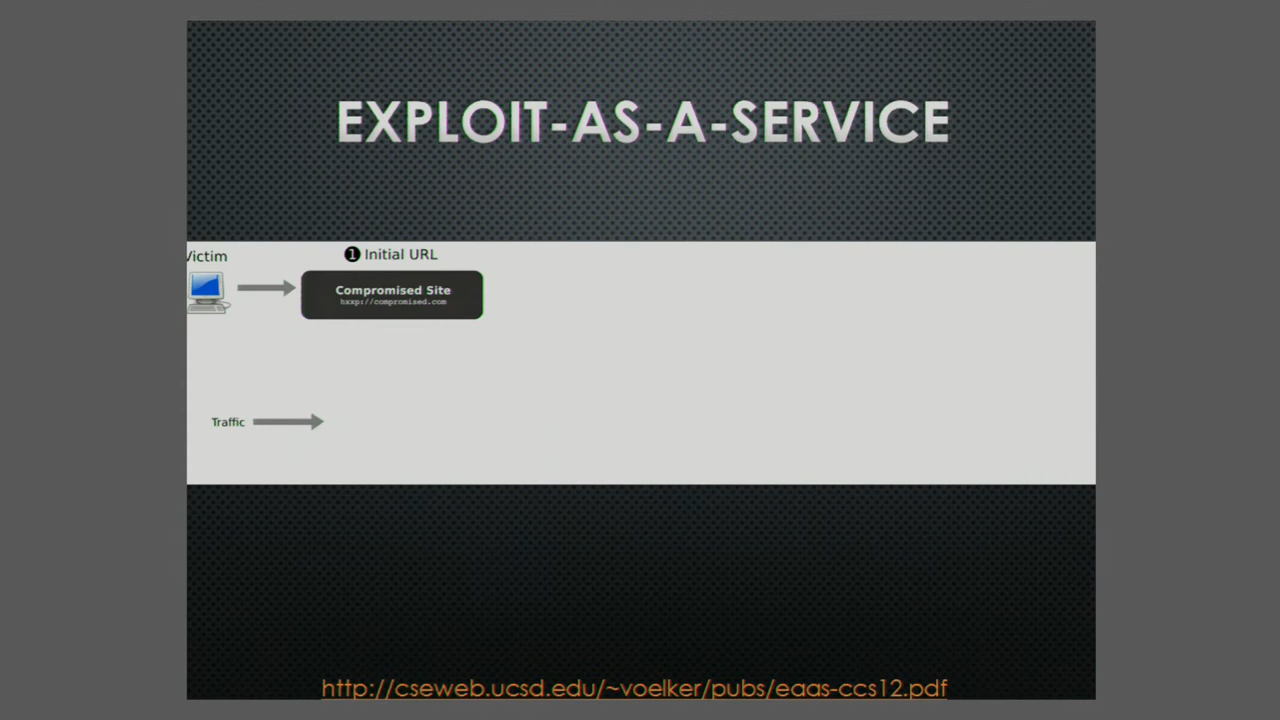 EXPLOIT-AS-A-SERVICE
Victim
❶ Initial URL
Compromised Site
hxxp://compromised.com
Traffic
http://cseweb.ucsd.edu/~voelker/pubs/eaas-ccs12.pdf